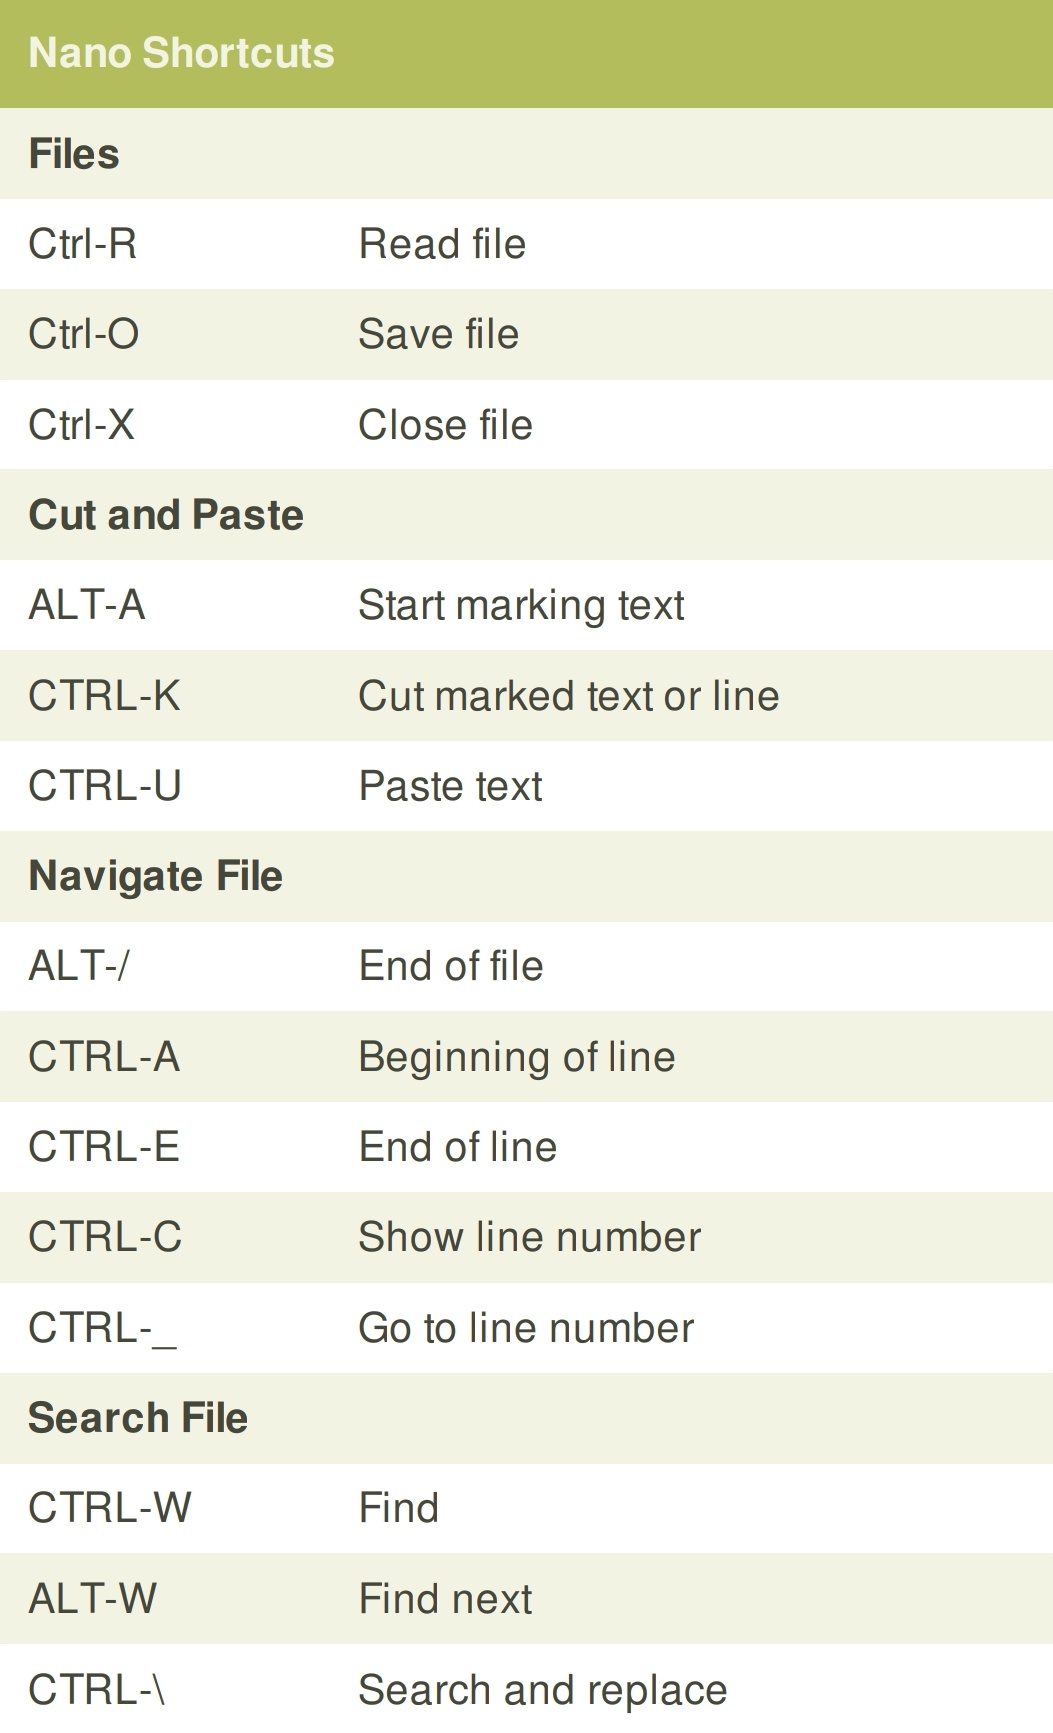 Nano Shortcuts
Files
Ctrl-R Read file
Ctrl-O Save file
Ctrl-X Close file
Cut and Paste
ALT-A Start marking text
CTRL-K Cut marked text or line
CTRL-U Paste text
Navigate File
ALT-/ End of file
CTRL-A Beginning of line
CTRL-E End of line
CTRL-C Show line number
CTRL-_ Go to line number
Search File
CTRL-W Find
ALT-W Find next
CTRL-\ Search and replace